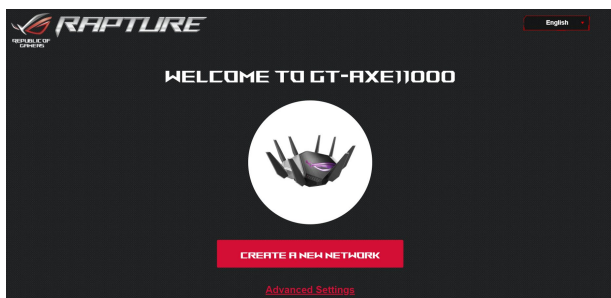 RAPTURE
REPUBLIC OF
GAMERS
English
WELCOME TO GT-AXE11000
CREATE A NEW NETWORK
Advanced Settings